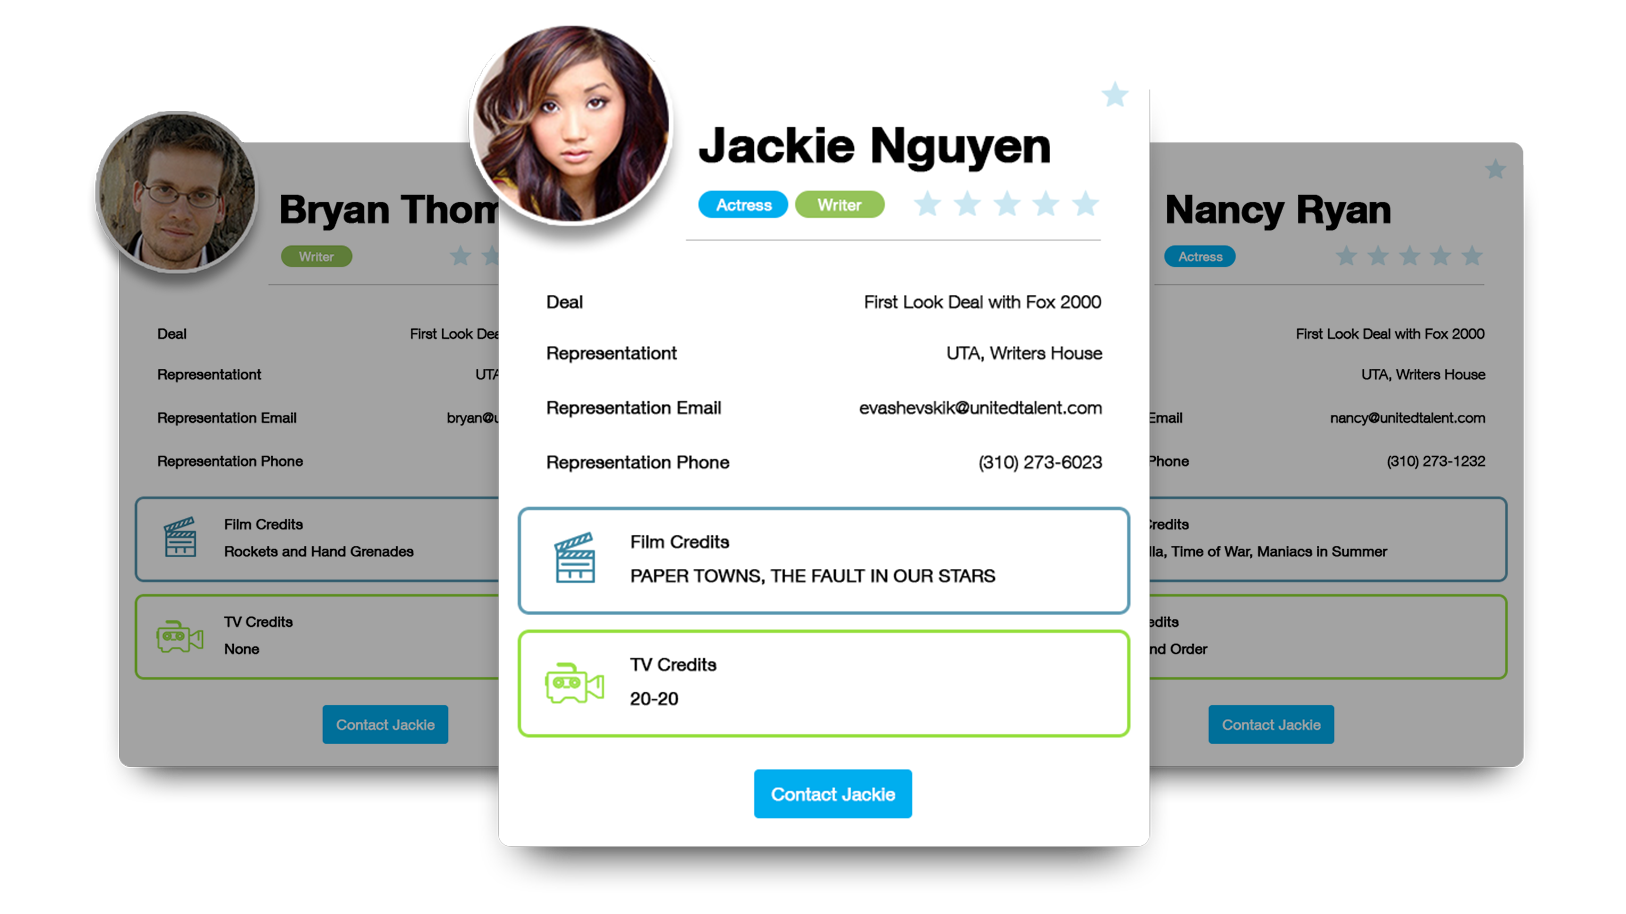 Jackie Nguyen
Actress Writer
Deal First Look Deal with Fox 2000
Representationt UTA, Writers House
Representation Email evashevskik@unitedtalent.com
Representation Phone (310) 273-6023
Film Credits
PAPER TOWNS, THE FAULT IN OUR STARS
TV Credits
20-20
Contact Jackie
Bryan Thom
Writer
Deal First Look
Representationt UTA
Representation Email bryan@u
Representation Phone
Film Credits
Rockets and Hand Grenades
TV Credits
None
Contact Jackie
Nancy Ryan
Actress
First Look Deal with Fox 2000
UTA, Writers House
Email nancy@unitedtalent.com
Phone (310) 273-1232
redits
lla, Time of War, Maniacs in Summer
edits
nd Order
Contact Jackie